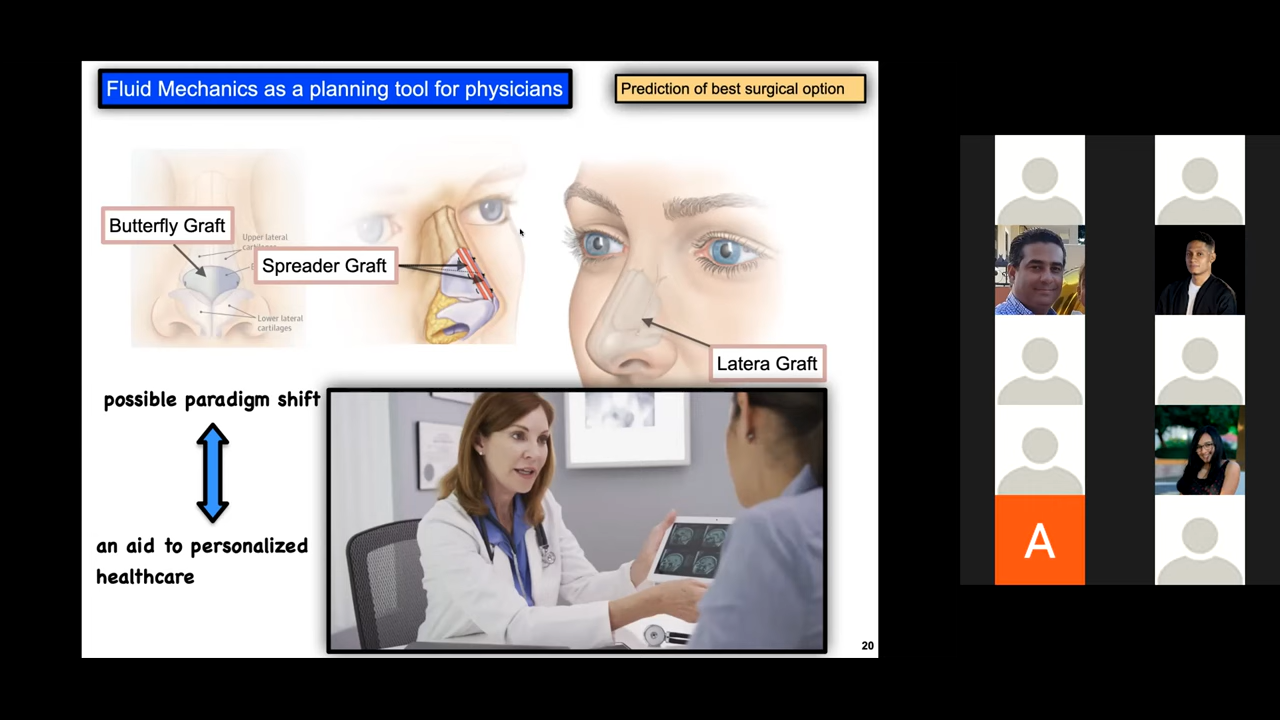 Fluid Mechanics as a planning tool for physicians
Prediction of best surgical option
Butterfly Graft
Upper lateral
Spreader Graft
Lower lateral
cartilages
Latera Graft
possible paradigm shift
an aid to personalized
healthcare
20
A